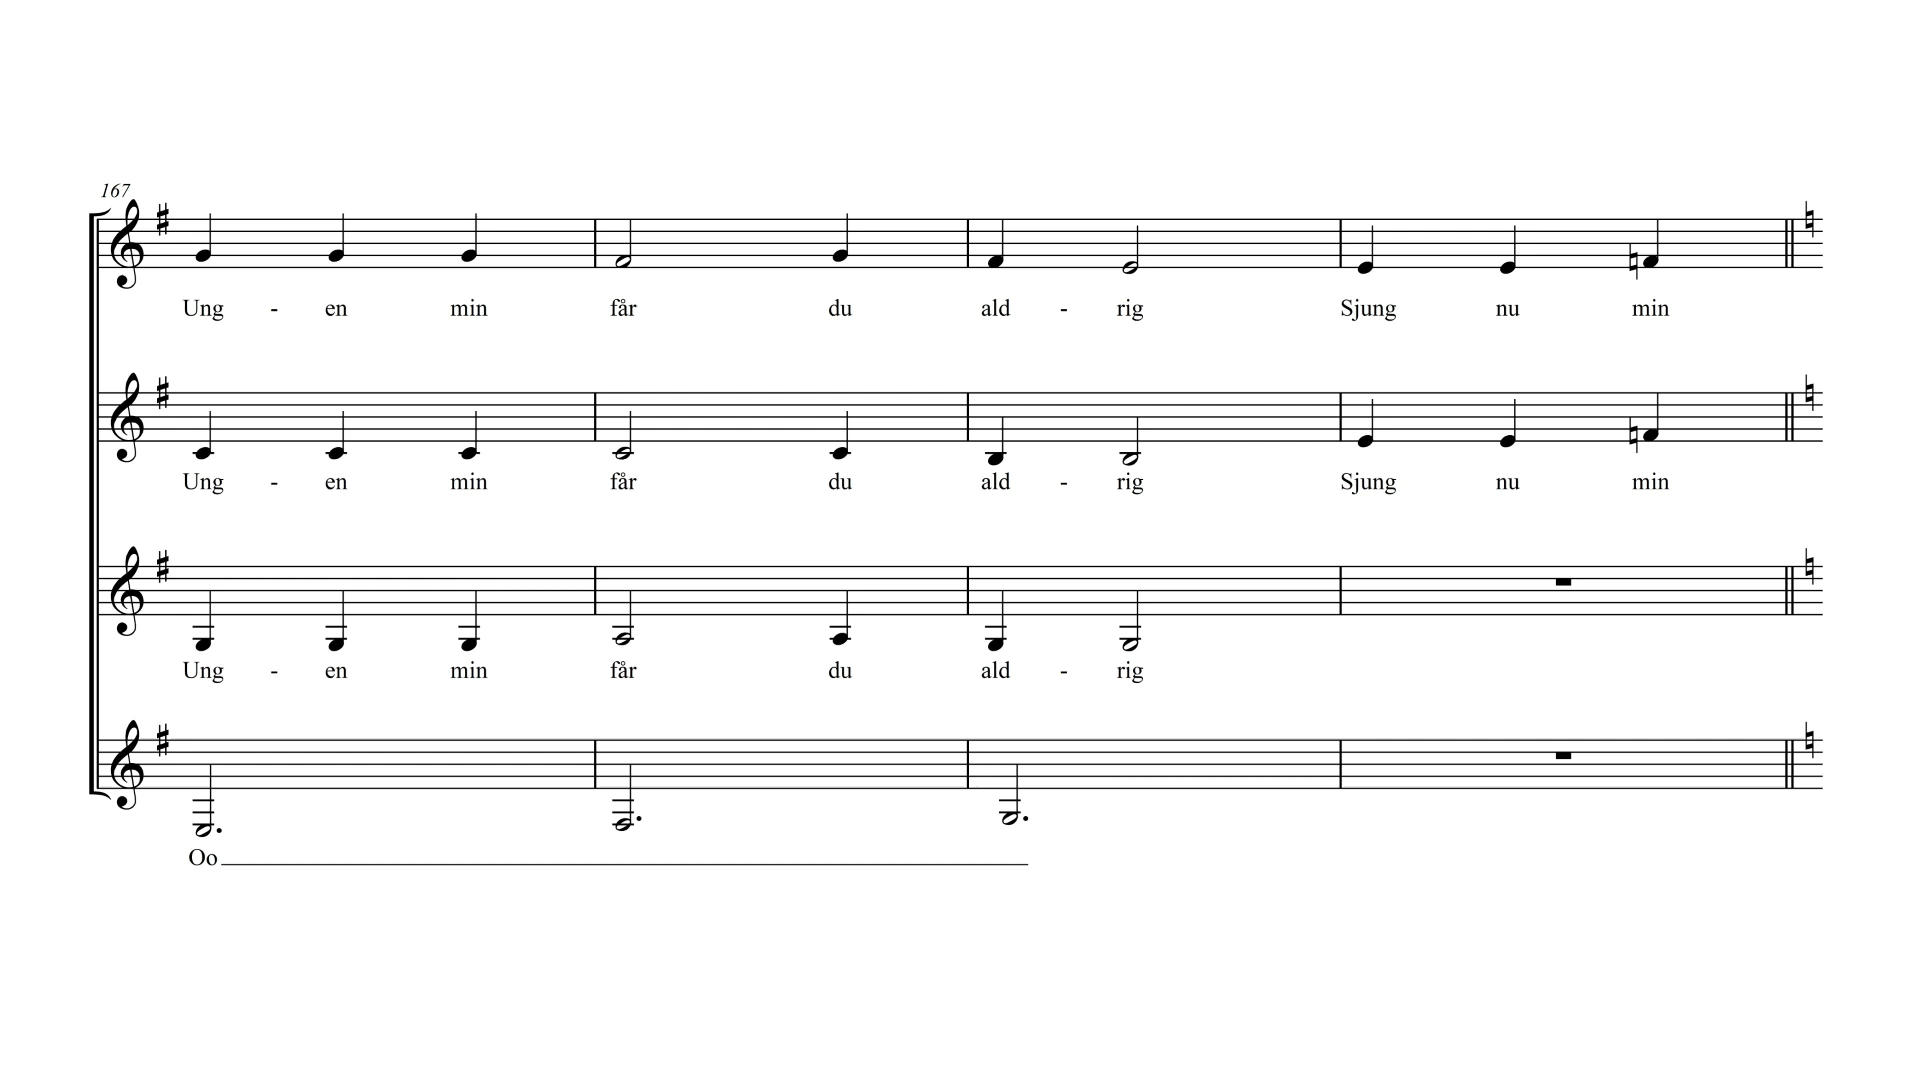 167
Ung - en min får du ald - rig Sjung nu min
Ung - en min får du ald - rig Sjung nu min
Ung - en min får du ald - rig
Oo